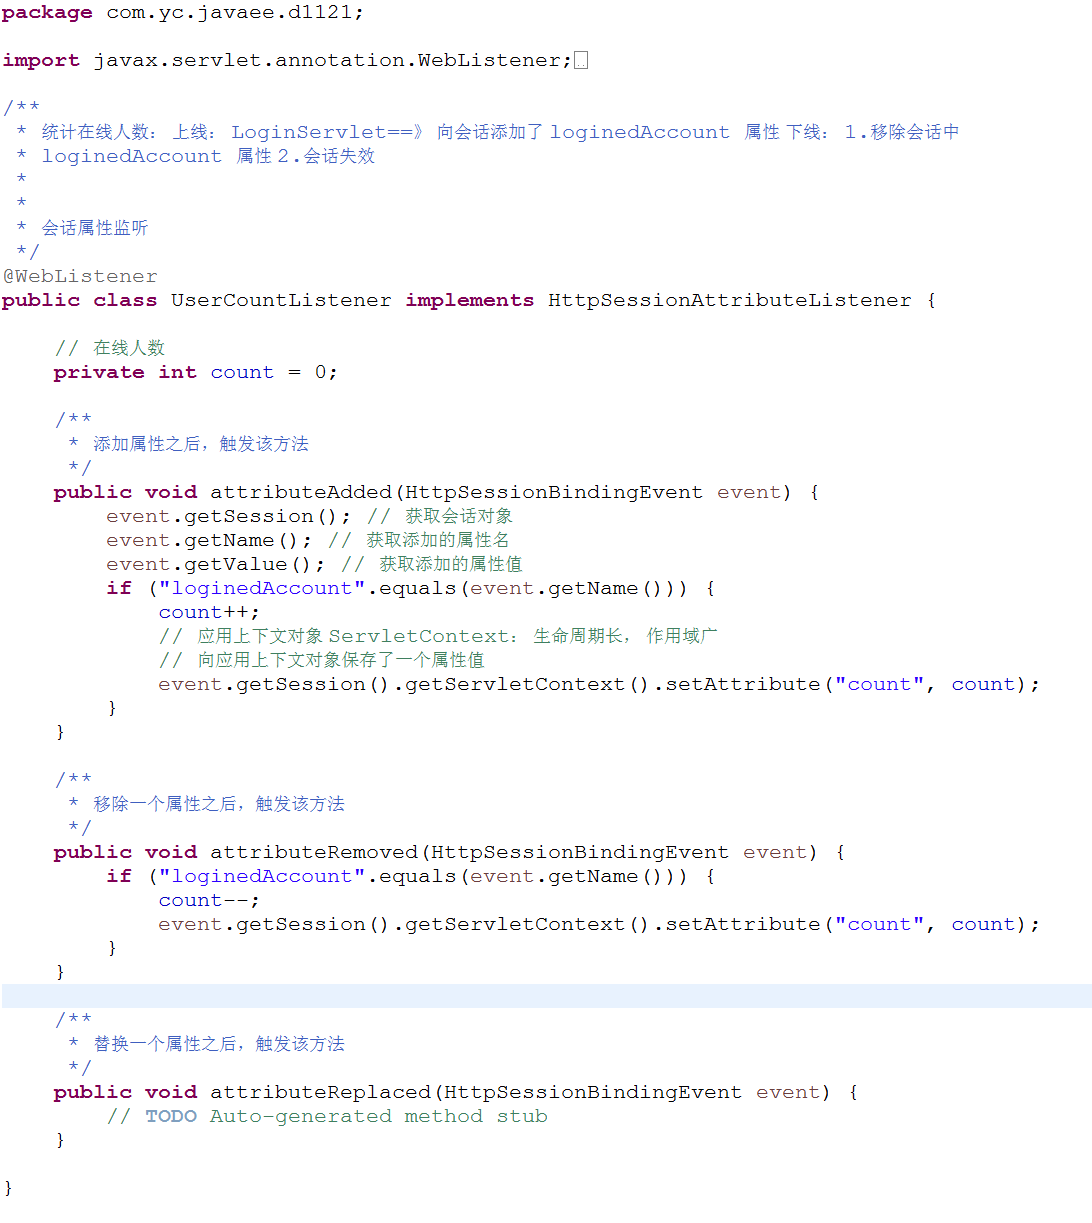 package com.yc.javaee.d1121;
import javax.servlet.annotation.WebListener;
/**
 * 统计在线人数: 上线: LoginServlet==》 向会话添加了 loginedAccount 属性 下线: 1.移除会话中
 * loginedAccount 属性 2.会话失效
 *
 *
 * 会话属性监听
 */
@WebListener
public class UserCountListener implements HttpSessionAttributeListener {
    // 在线人数
    private int count = 0;
    /**
     * 添加属性之后, 触发该方法
     */
    public void attributeAdded(HttpSessionBindingEvent event) {
        event.getSession(); // 获取会话对象
        event.getName(); // 获取添加的属性名
        event.getValue(); // 获取添加的属性值
        if ("loginedAccount".equals(event.getName())) {
            count++;
            // 应用上下文对象 ServletContext: 生命周期长, 作用域广
            // 向应用上下文对象保存了一个属性值
            event.getSession().getServletContext().setAttribute("count", count);
        }
    }
    /**
     * 移除一个属性之后, 触发该方法
     */
    public void attributeRemoved(HttpSessionBindingEvent event) {
        if ("loginedAccount".equals(event.getName())) {
            count--;
            event.getSession().getServletContext().setAttribute("count", count);
        }
    }
    /**
     * 替换一个属性之后, 触发该方法
     */
    public void attributeReplaced(HttpSessionBindingEvent event) {
        // TODO Auto-generated method stub
    }
}